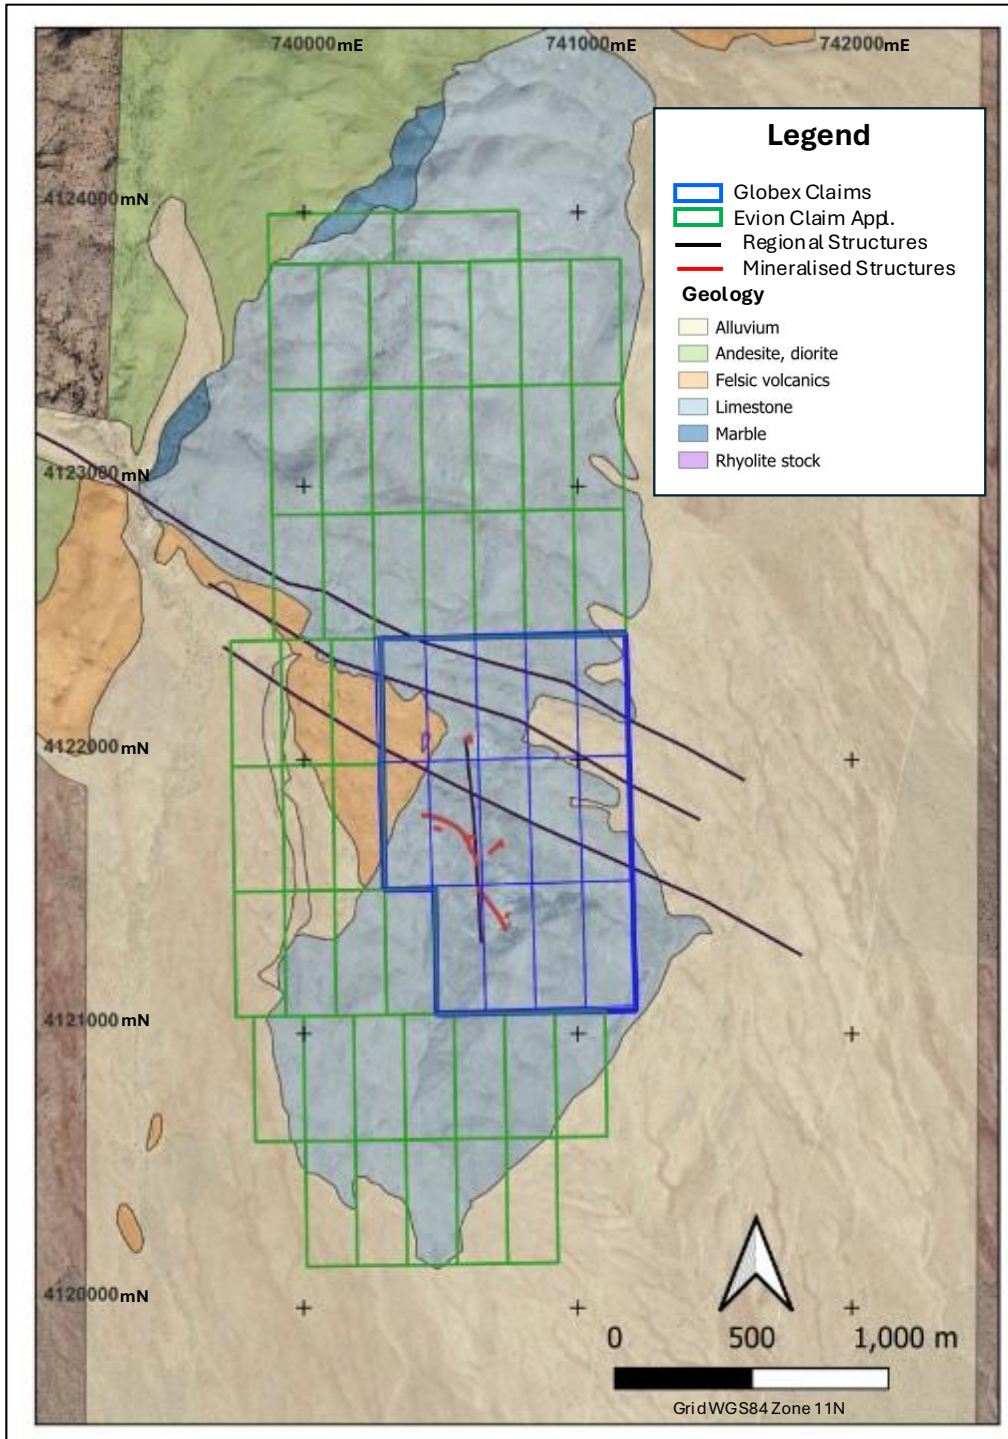 740000mE
741000mE
742000mE
Legend
Globex Claims
Evion Claim Appl.
Regional Structures
Mineralised Structures
Geology
Alluvium
Andesite, diorite
Felsic volcanics
Limestone
Marble
Rhyolite stock
4124000mN
4123000mN
4122000mN
4121000mN
4120000mN
0 500 1,000 m
Grid WGS84 Zone 11N